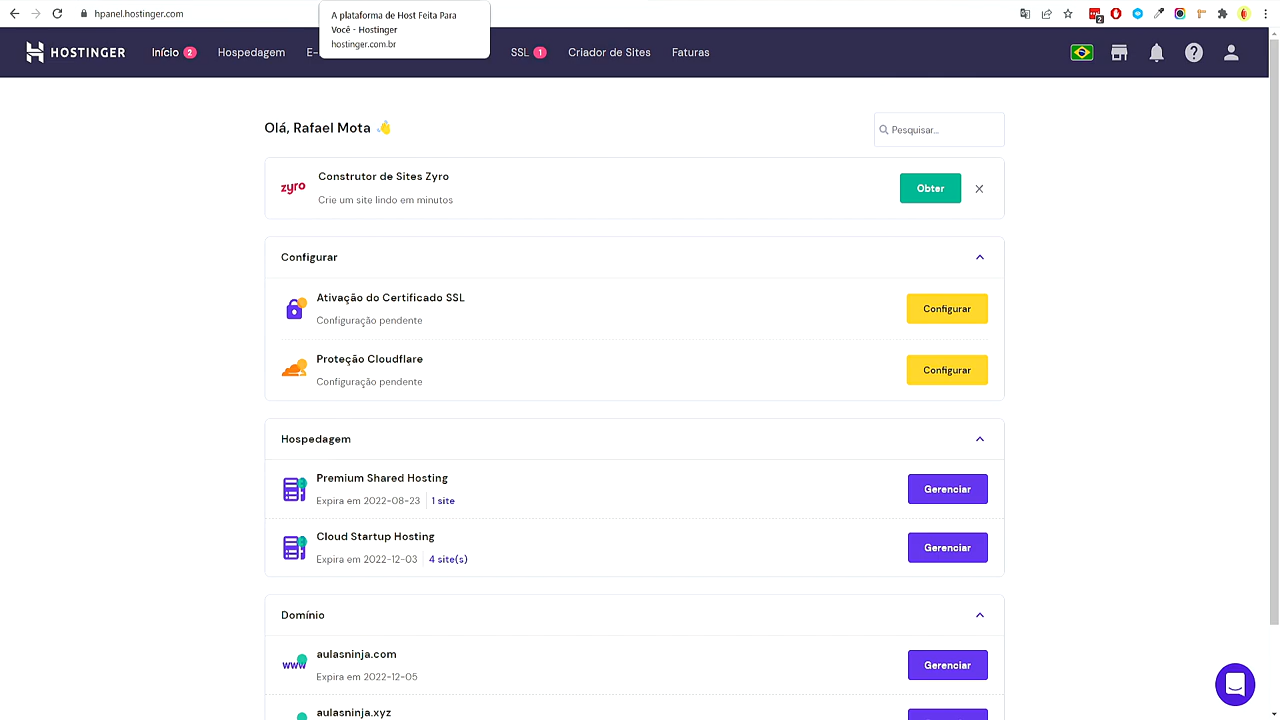 hpanel.hostinger.com
A plataforma de Host Feita Para
Você - Hostinger
hostinger.com.br
2
HOSTINGER
Início 2
Hospedagem
E-
SSL 1
Criador de Sites
Faturas
Olá, Rafael Mota
Pesquisar...
zyro
Construtor de Sites Zyro
Crie um site lindo em minutos
Obter
Configurar
Ativação do Certificado SSL
Configuração pendente
Configurar
Proteção Cloudflare
Configuração pendente
Configurar
Hospedagem
Premium Shared Hosting
Expira em 2022-08-23
1 site
Gerenciar
Cloud Startup Hosting
Expira em 2022-12-03
4 site(s)
Gerenciar
Domínio
www
aulasninja.com
Expira em 2022-12-05
Gerenciar
aulasninja.xyz